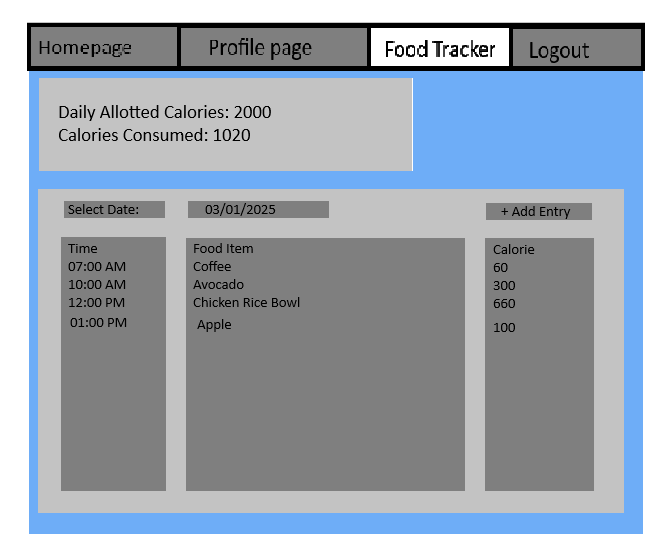 Homepage Profile page Food Tracker Logout
Daily Allotted Calories: 2000
Calories Consumed: 1020
Select Date: 03/01/2025 + Add Entry
Time Food Item Calorie
07:00 AM Coffee 60
10:00 AM Avocado 300
12:00 PM Chicken Rice Bowl 660
01:00 PM Apple 100